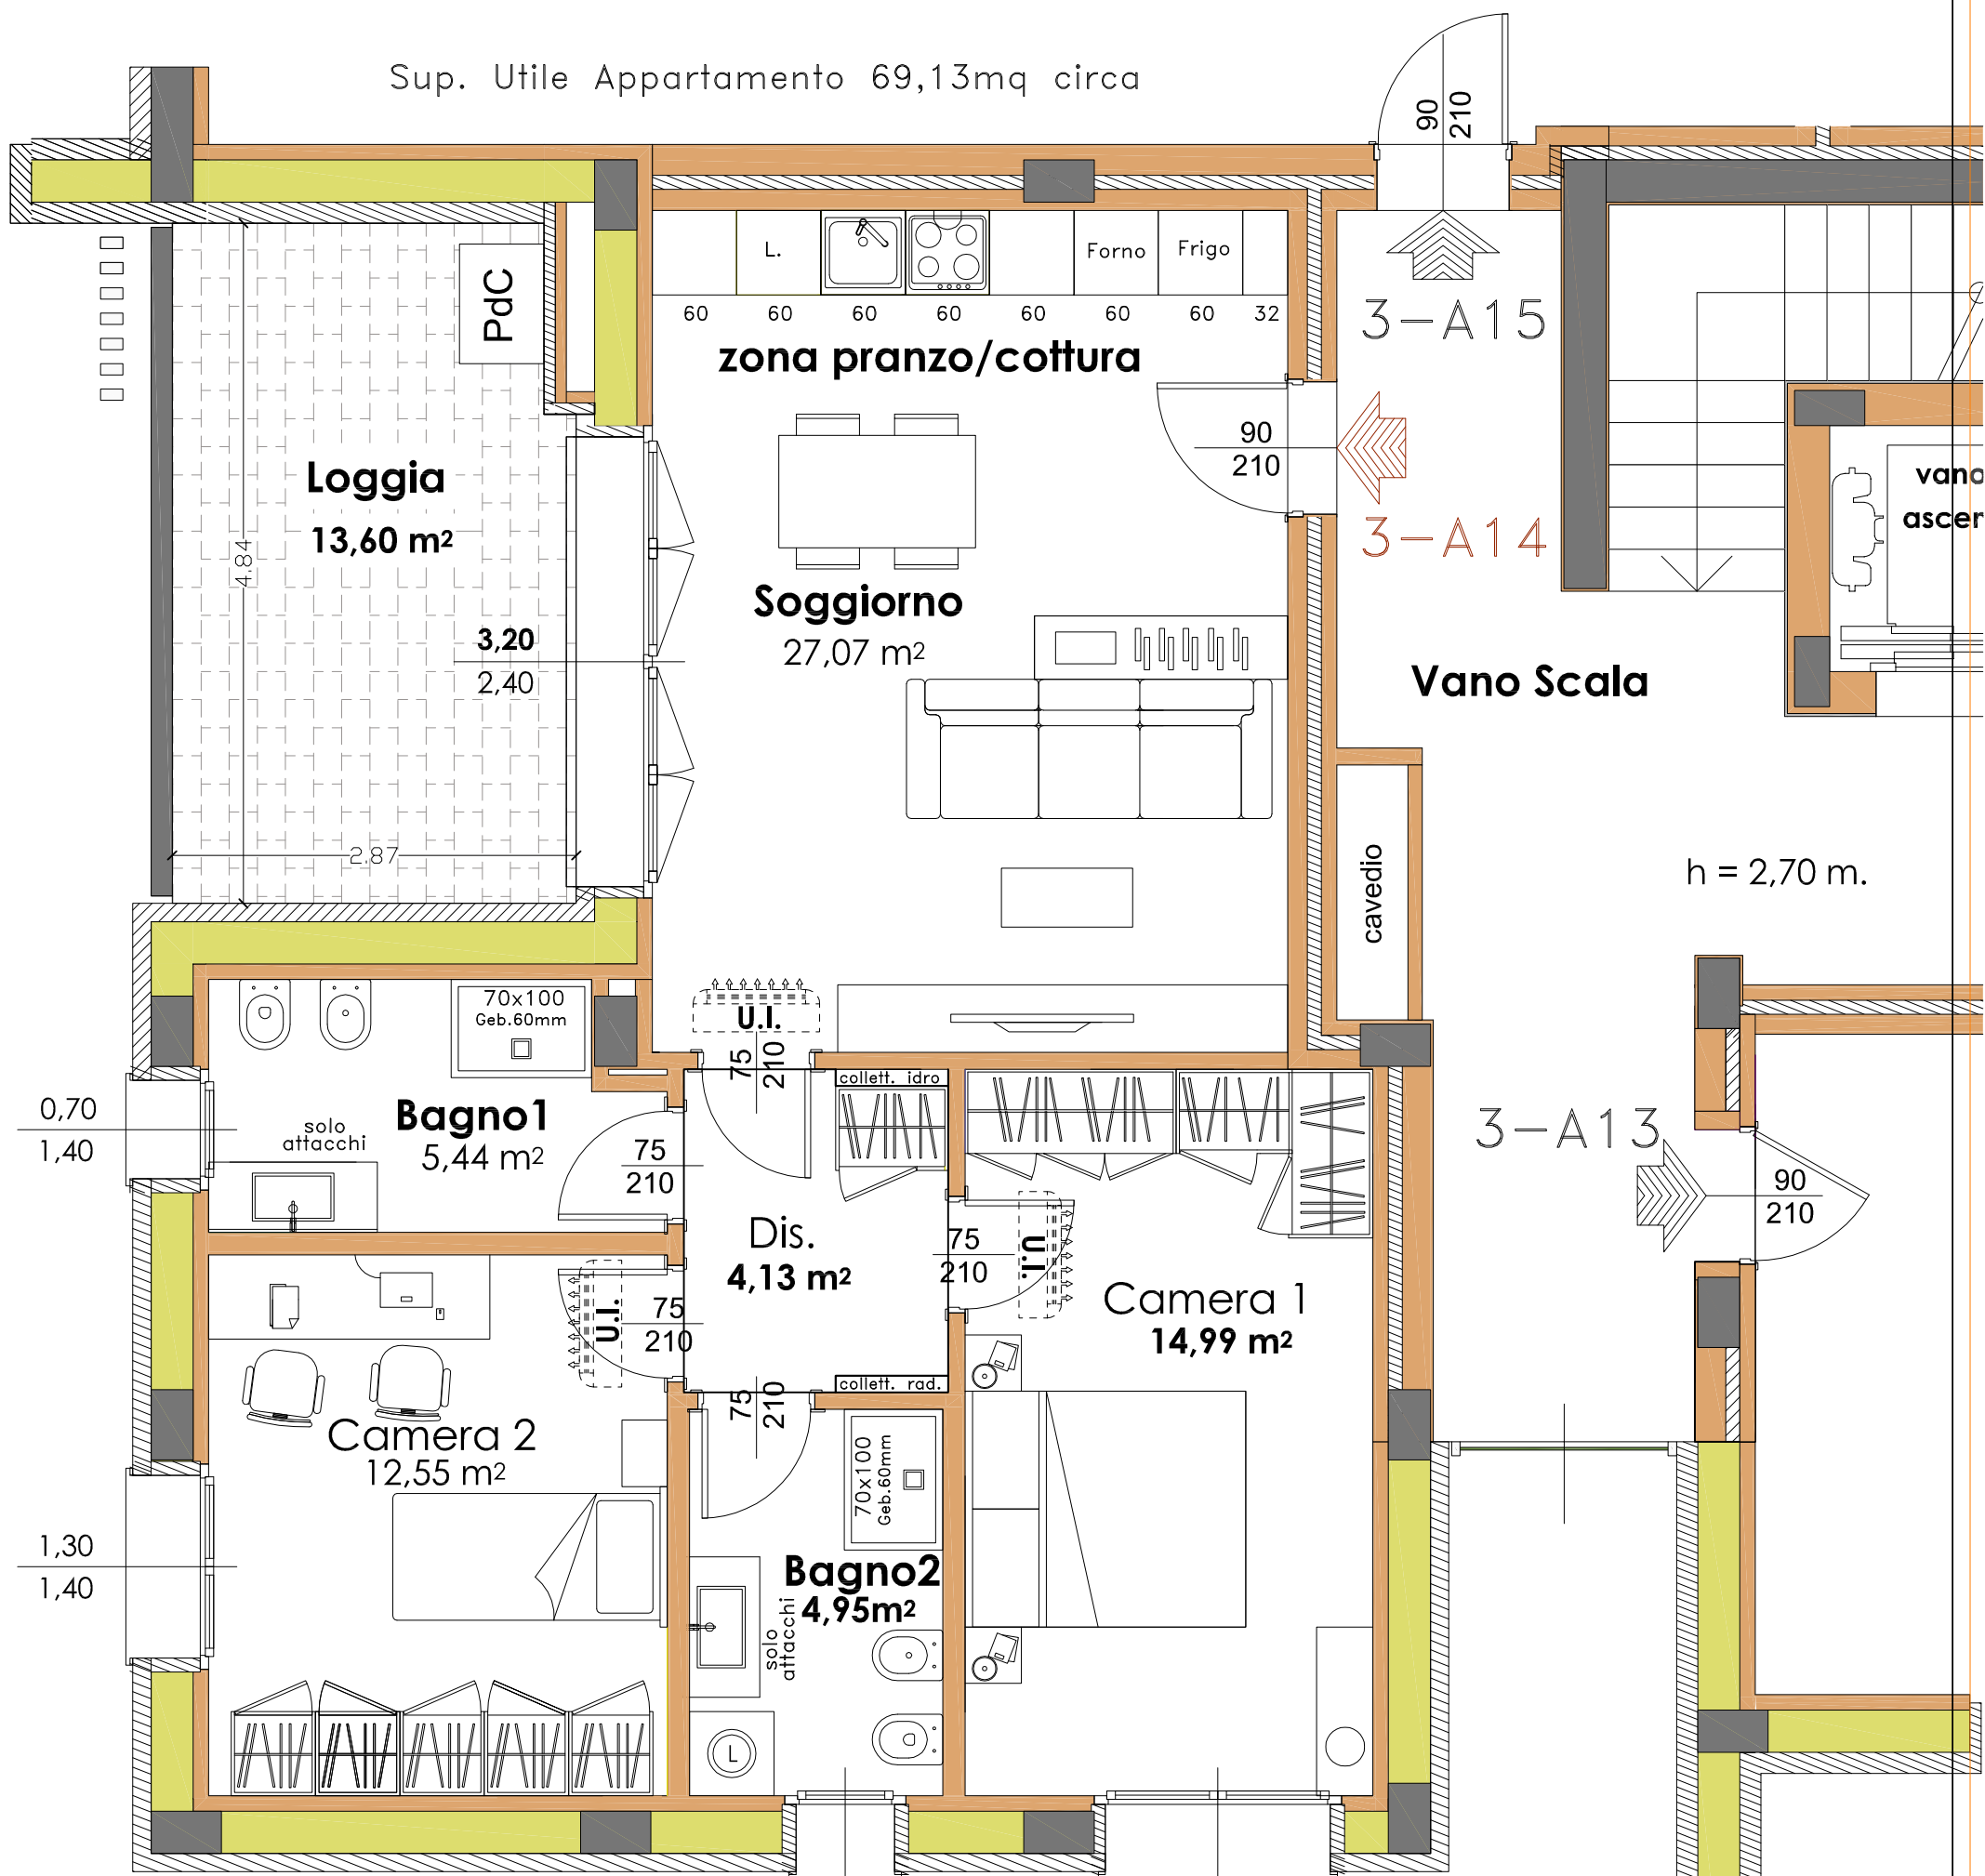 Sup. Utile Appartamento 69,13mq circa
90
210
PdC
L.
Forno
Frigo
60
60
60
60
60
60
60
32
3-A15
zona pranzo/cottura
90
210
Loggia
13,60 m²
4.84
3-A14
Soggiorno
27,07 m²
3,20
2,40
Vano Scala
2.87
cavedio
h = 2,70 m.
70x100
Geb.60mm
U.I.
75
210
collett. idro
0,70
1,40
solo
attacchi
Bagno1
5,44 m²
75
210
3-A13
90
210
Dis.
4,13 m²
75
210
U.I.
U.I.
75
210
Camera 1
14,99 m²
collett. rad.
75
210
Camera 2
12,55 m²
70x100
Geb.60mm
1,30
1,40
Bagno2
4,95m²
solo
attacchi
L